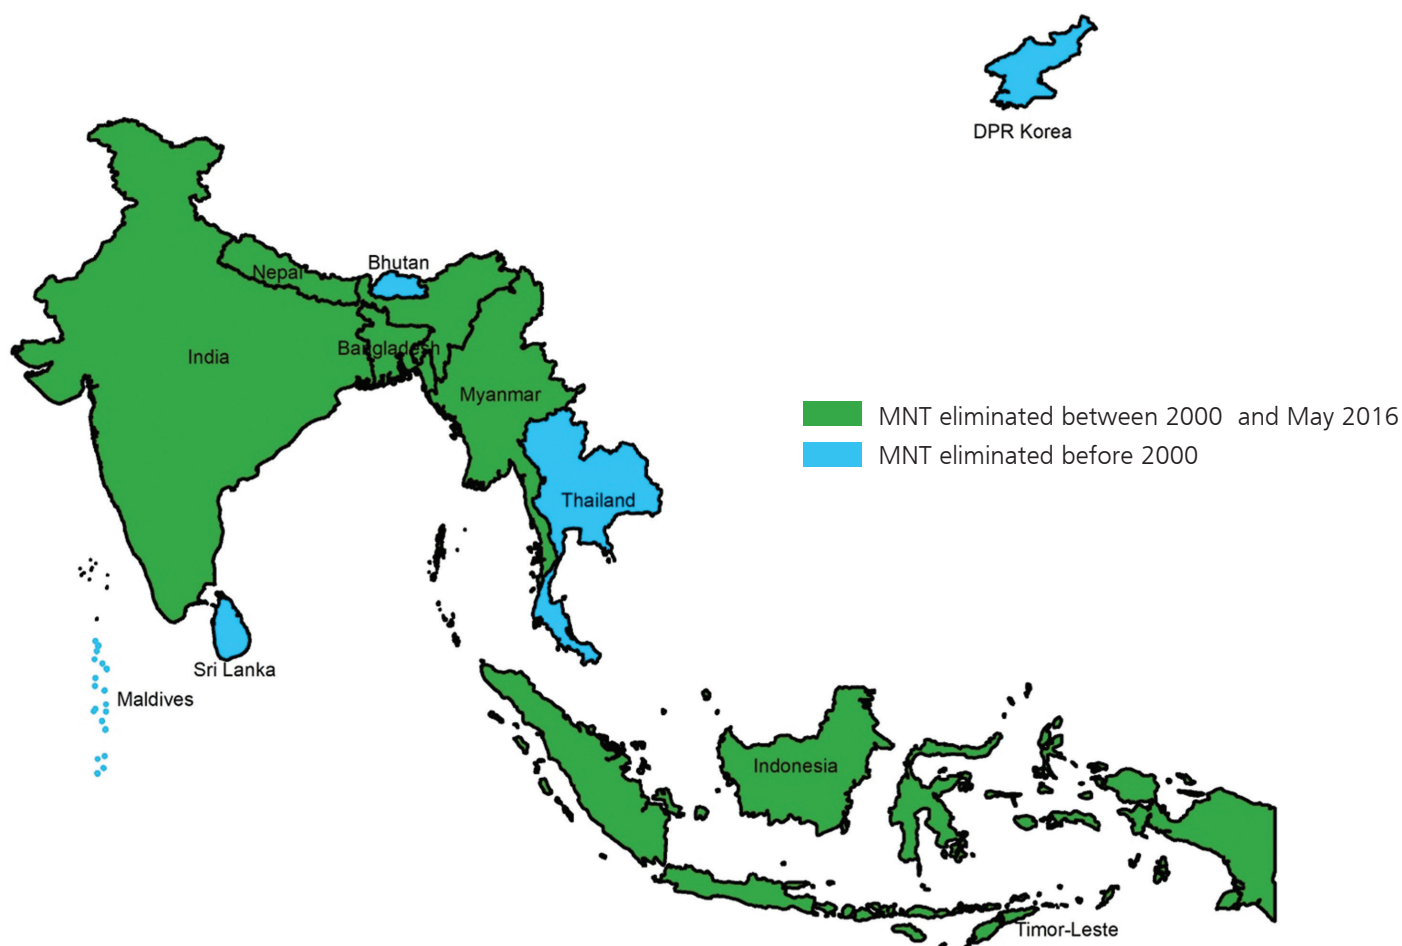 DPR Korea
Bhutan
Nepal
India
Bangladesh
Myanmar
MNT eliminated between 2000 and May 2016
MNT eliminated before 2000
Thailand
Sri Lanka
Maldives
Indonesia
Timor-Leste